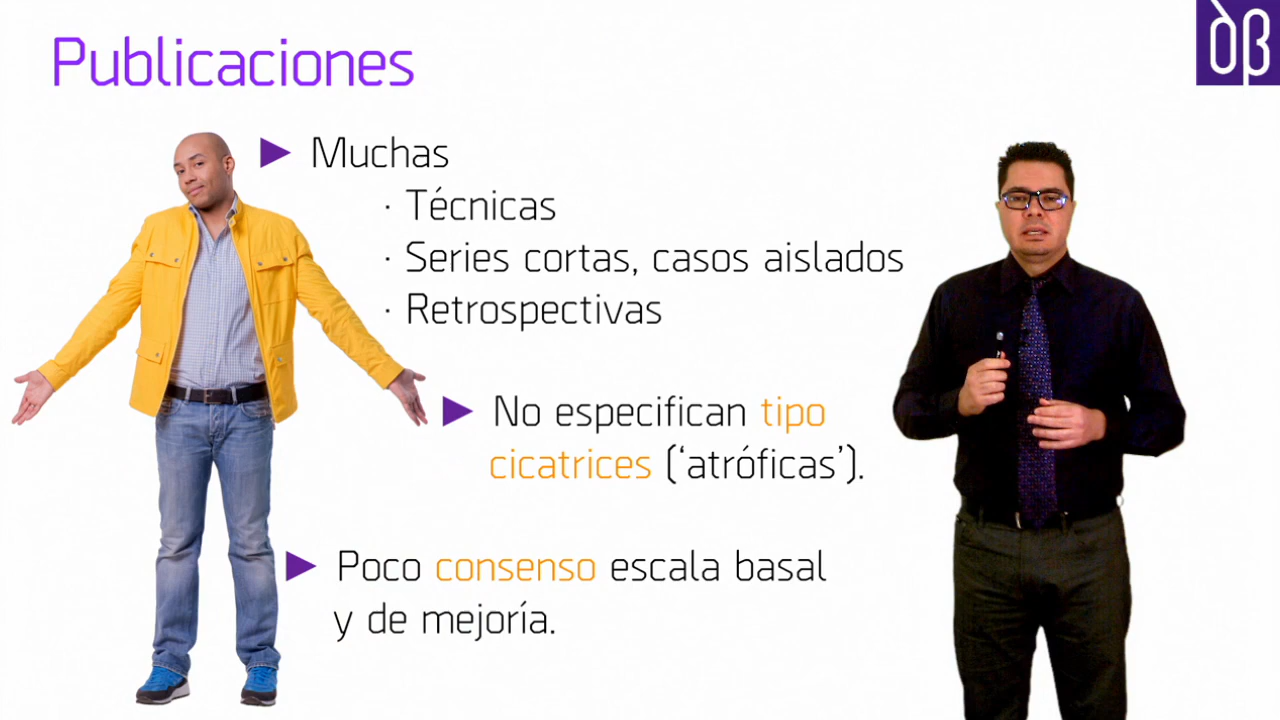 Publicaciones
Muchas
· Técnicas
· Series cortas, casos aislados
· Retrospectivas
No especifican tipo
cicatrices (‘atróficas’).
Poco consenso escala basal
y de mejoría.